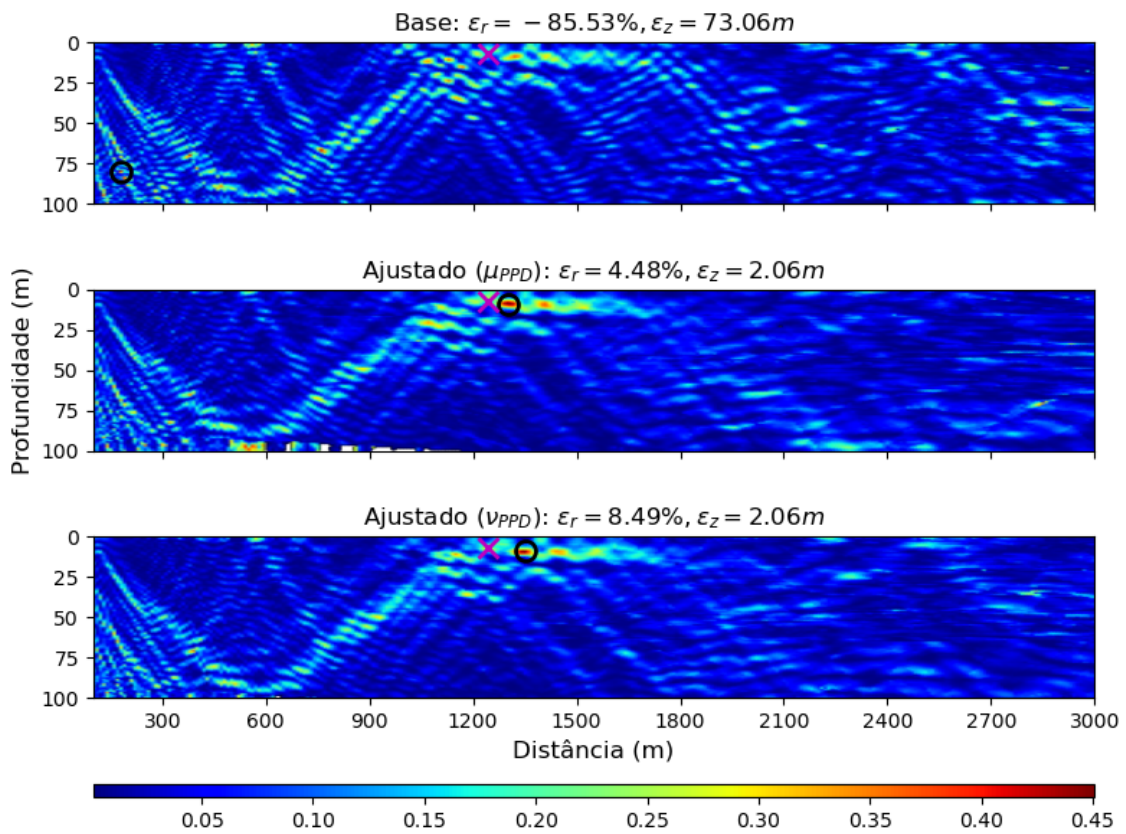 Base: εr = −85.53%, εz = 73.06m
0
25
50
75
100
Ajustado (μPPD): εr = 4.48%, εz = 2.06m
0
25
50
75
100
Profundidade (m)
Ajustado (νPPD): εr = 8.49%, εz = 2.06m
0
25
50
75
100
300 600 900 1200 1500 1800 2100 2400 2700 3000
Distância (m)
0.05 0.10 0.15 0.20 0.25 0.30 0.35 0.40 0.45